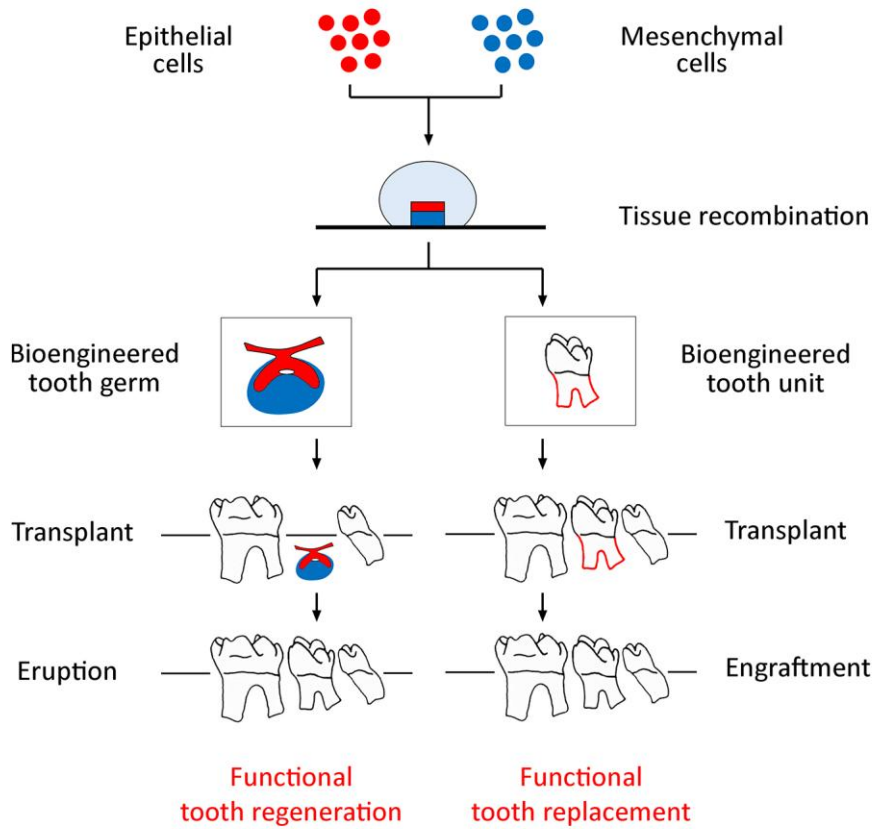 Epithelial
cells
Mesenchymal
cells
Tissue recombination
Bioengineered
tooth germ
Bioengineered
tooth unit
Transplant
Transplant
Eruption
Engraftment
Functional
tooth regeneration
Functional
tooth replacement